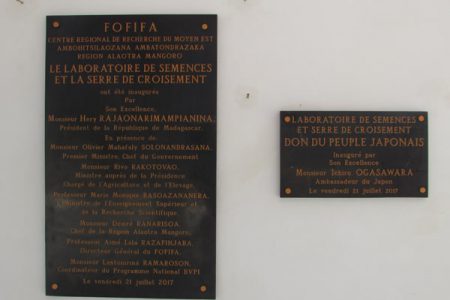 FOFIFA
CENTRE REGIONAL DE RECHERCHE DU MOYEN EST
AMBOHITSILAOZANA AMBATONDRAZAKA
REGION ALAOTRA MANGORO
LE LABORATOIRE DE SEMENCES
ET LA SERRE DE CROISEMENT
ont été inaugurés
Par
Son Excellence,
Monsieur Hery RAJAONARIMAMPIANINA,
Président de la République de Madagascar,
En présence de
Monsieur Olivier Mahafaly SOLONANDRASANA,
Premier Ministre, Chef du Gouvernement
Monsieur Rivo RAKOTOVAO,
Ministre auprès de la Présidence
Chargé de l'Agriculture et de l'Elevage,
Professeur Marie Monique RASOAZANANERA,
Ministre de l'Enseignement Supérieur et
de la Recherche Scientifique
Monsieur Désiré RANARISOA,
Chef de la Région Alaotra Mangoro,
Professeur Aimé Lala RAZAFINJARA,
Directeur Général du FOFIFA,
Monsieur RAMAROSON,
Coordinateur du Programme National BVPI
Le vendredi 21 juillet 2017
LABORATOIRE DE SEMENCES
ET SERRE DE CROISEMENT
DON DU PEUPLE JAPONAIS
Inauguré par
Son Excellence
Monsieur Ichiro OGASAWARA
Ambassadeur du Japon
Le vendredi 21 juillet 2017